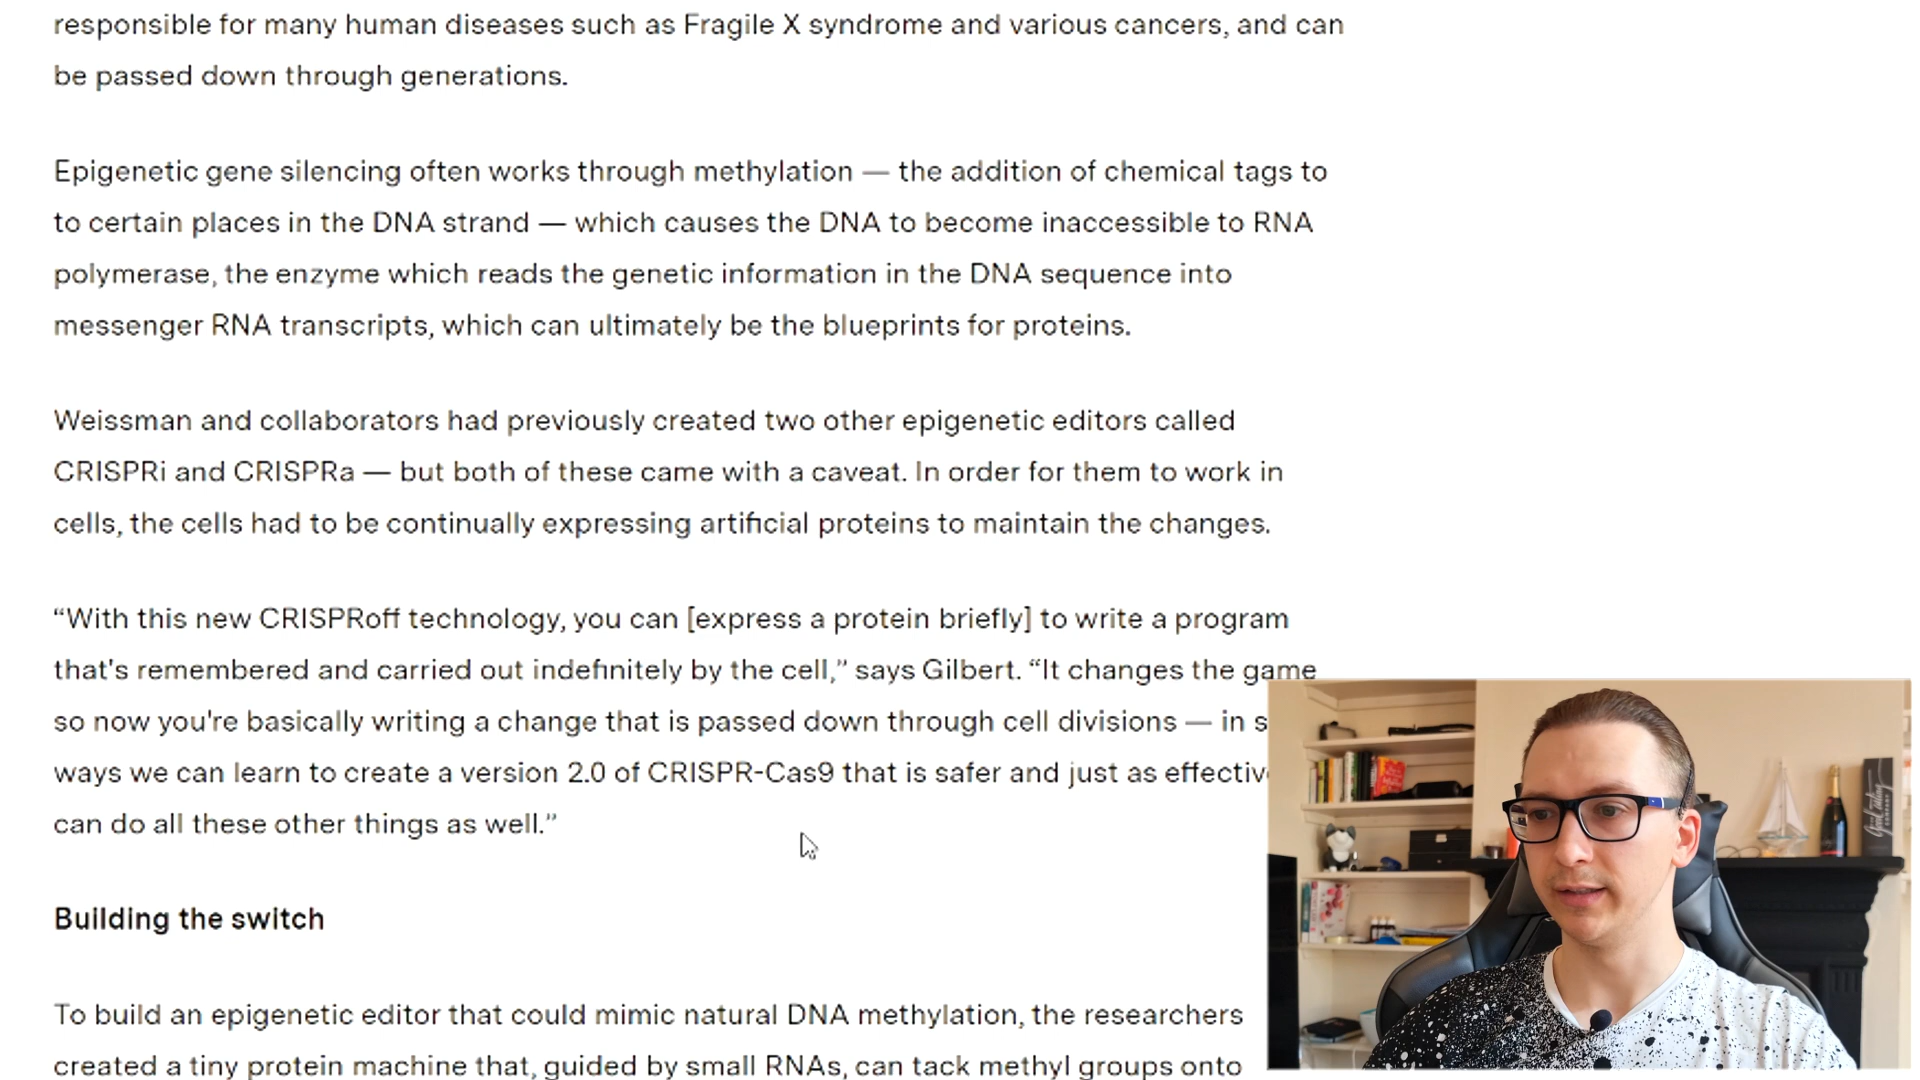 responsible for many human diseases such as Fragile X syndrome and various cancers, and can
be passed down through generations.
Epigenetic gene silencing often works through methylation — the addition of chemical tags to
to certain places in the DNA strand — which causes the DNA to become inaccessible to RNA
polymerase, the enzyme which reads the genetic information in the DNA sequence into
messenger RNA transcripts, which can ultimately be the blueprints for proteins.
Weissman and collaborators had previously created two other epigenetic editors called
CRISPRi and CRISPRa — but both of these came with a caveat. In order for them to work in
cells, the cells had to be continually expressing artificial proteins to maintain the changes.
“With this new CRISPRoff technology, you can [express a protein briefly] to write a program
that's remembered and carried out indefinitely by the cell,” says Gilbert. “It changes the game
so now you're basically writing a change that is passed down through cell divisions — in s
ways we can learn to create a version 2.0 of CRISPR-Cas9 that is safer and just as effectiv
can do all these other things as well.”
Building the switch
To build an epigenetic editor that could mimic natural DNA methylation, the researchers
created a tiny protein machine that, guided by small RNAs, can tack methyl groups onto